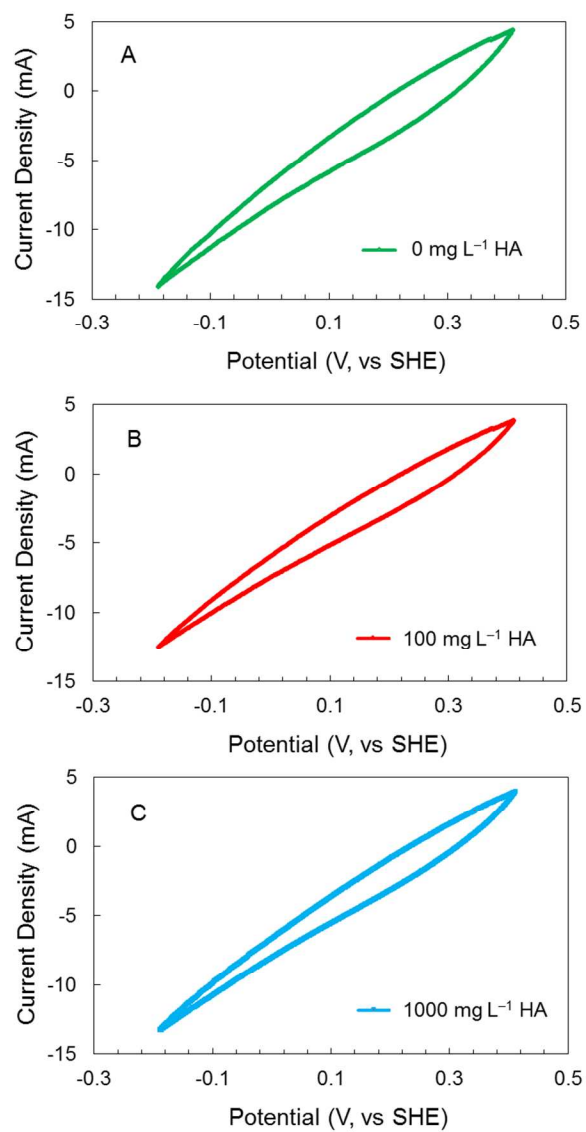 A
Current Density (mA)
5
0
-5
-10
-15
-0.3
-0.1
0.1
0.3
0.5
0 mg L⁻¹ HA
Potential (V, vs SHE)
B
Current Density (mA)
5
0
-5
-10
-15
-0.3
-0.1
0.1
0.3
0.5
100 mg L⁻¹ HA
Potential (V, vs SHE)
C
Current Density (mA)
5
0
-5
-10
-15
-0.3
-0.1
0.1
0.3
0.5
1000 mg L⁻¹ HA
Potential (V, vs SHE)